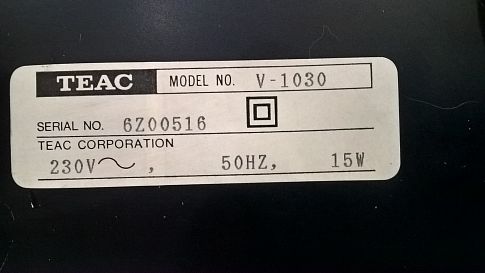 TEAC MODEL NO. V-1030
SERIAL NO. 6Z00516
TEAC CORPORATION
230V~, 50HZ, 15W